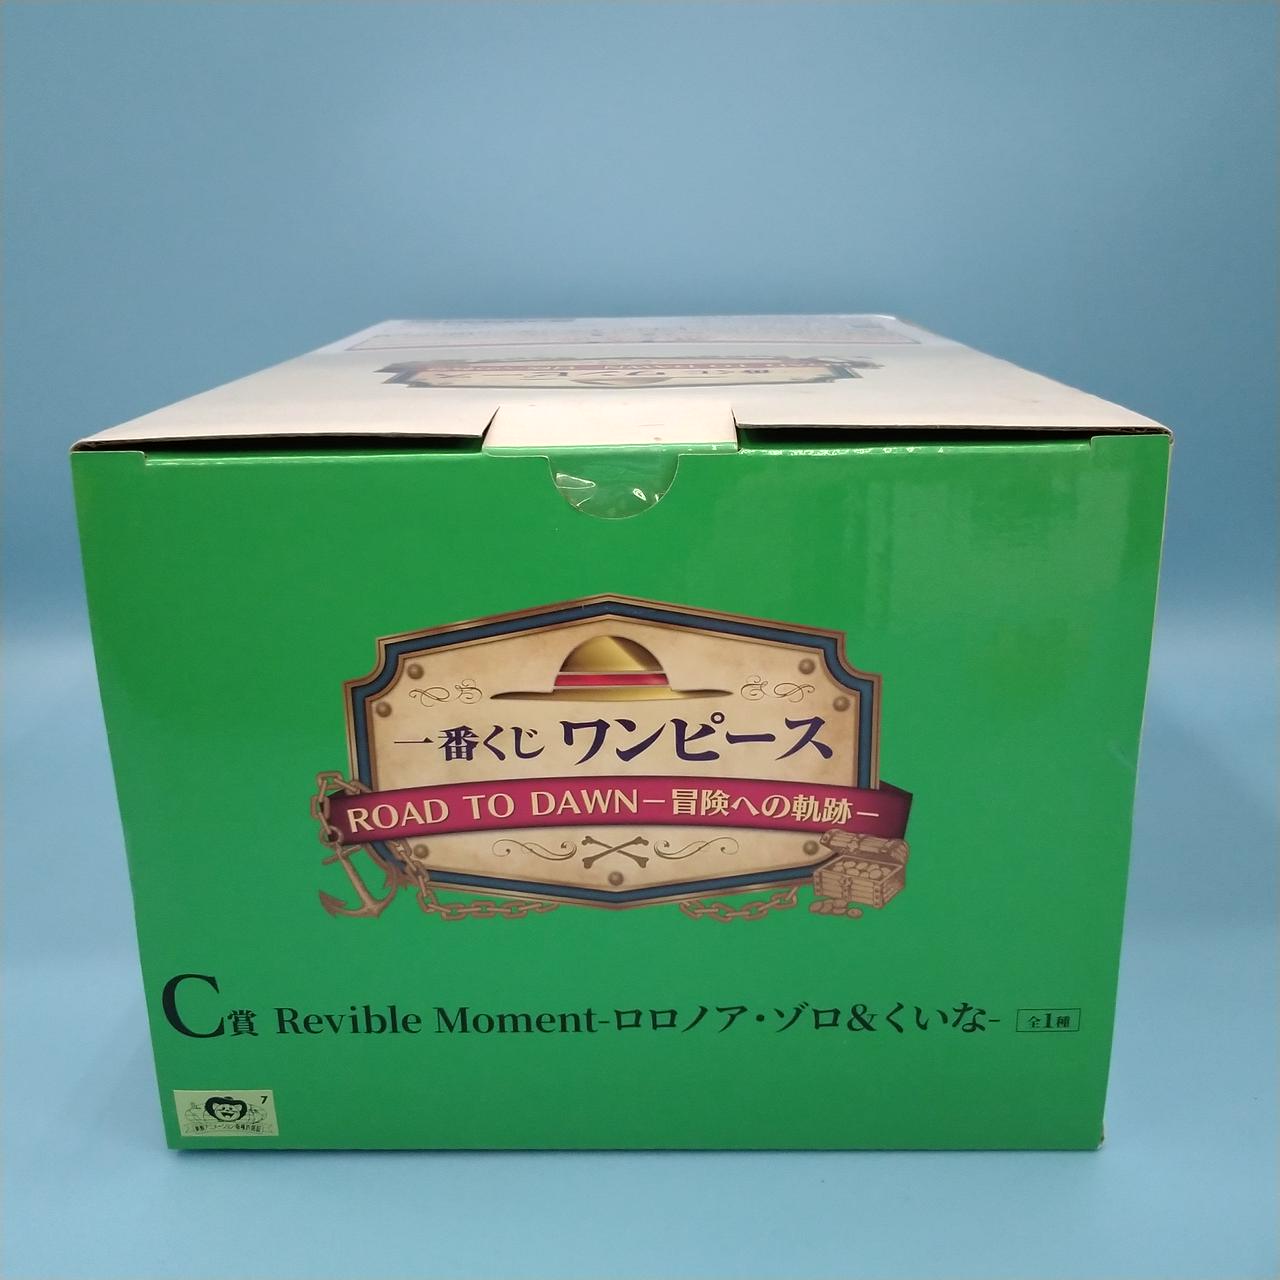 一番くじ ワンピース
ROAD TO DAWN－冒険への軌跡－
C賞 Revible Moment-ロロノア・ゾロ&くいな- 全1種
7